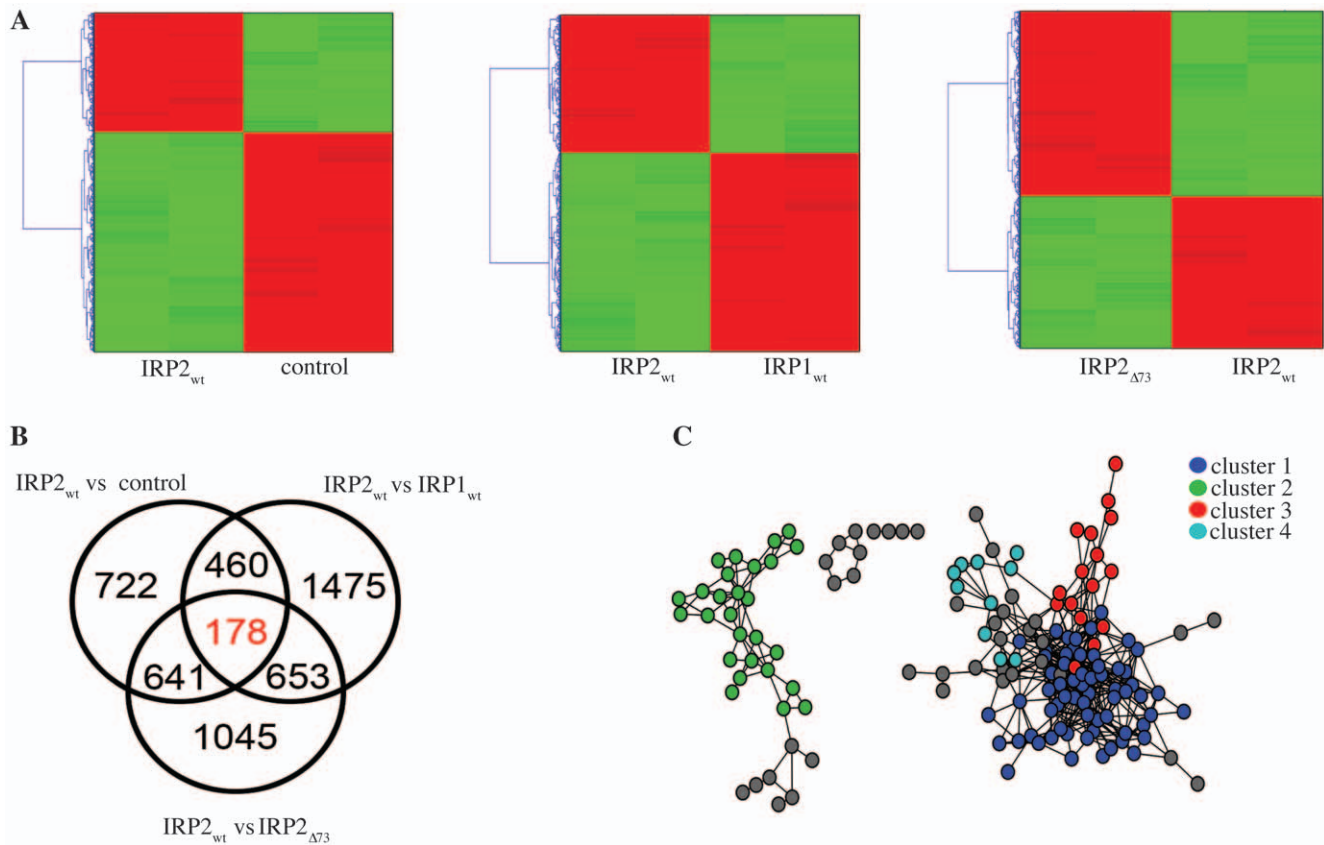 A
IRP2wt control
IRP2wt IRP1wt
IRP2Δ73 IRP2wt
B
IRP2wt vs control
IRP2wt vs IRP1wt
722 460 1475
178
641 653
1045
IRP2wt vs IRP2Δ73
C
cluster 1
cluster 2
cluster 3
cluster 4